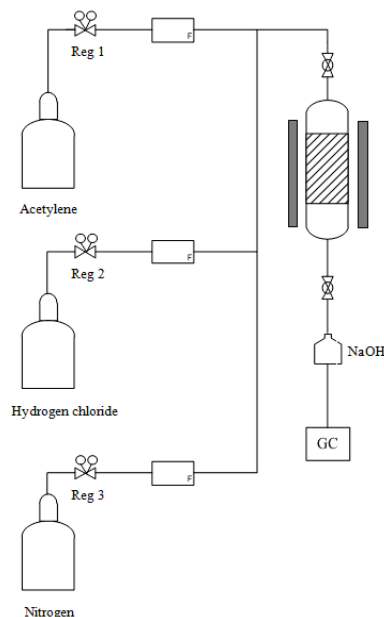 F
Reg 1
Acetylene
F
Reg 2
NaOH
Hydrogen chloride
GC
F
Reg 3
Nitrogen